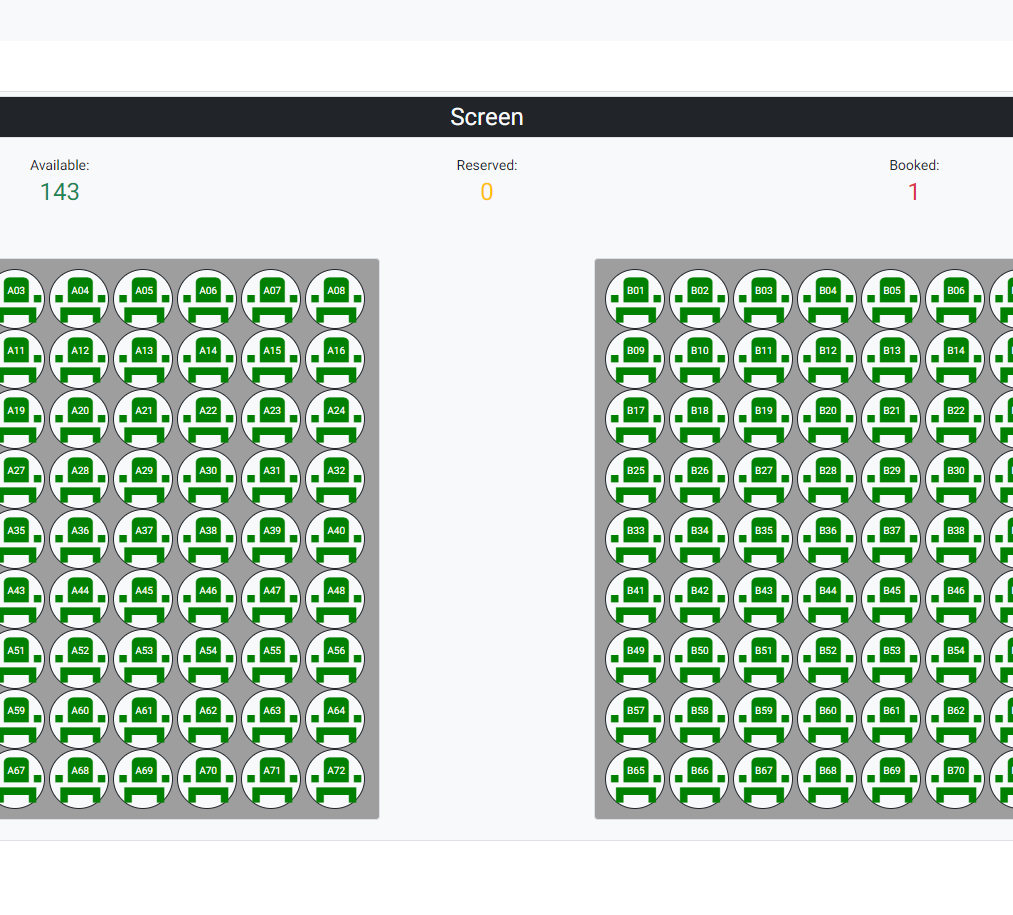 Screen
Available: Reserved: Booked:
143 0 1
A03 A04 A05 A06 A07 A08 B01 B02 B03 B04 B05 B06
A11 A12 A13 A14 A15 A16 B09 B10 B11 B12 B13 B14
A19 A20 A21 A22 A23 A24 B17 B18 B19 B20 B21 B22
A27 A28 A29 A30 A31 A32 B25 B26 B27 B28 B29 B30
A35 A36 A37 A38 A39 A40 B33 B34 B35 B36 B37 B38
A43 A44 A45 A46 A47 A48 B41 B42 B43 B44 B45 B46
A51 A52 A53 A54 A55 A56 B49 B50 B51 B52 B53 B54
A59 A60 A61 A62 A63 A64 B57 B58 B59 B60 B61 B62
A67 A68 A69 A70 A71 A72 B65 B66 B67 B68 B69 B70